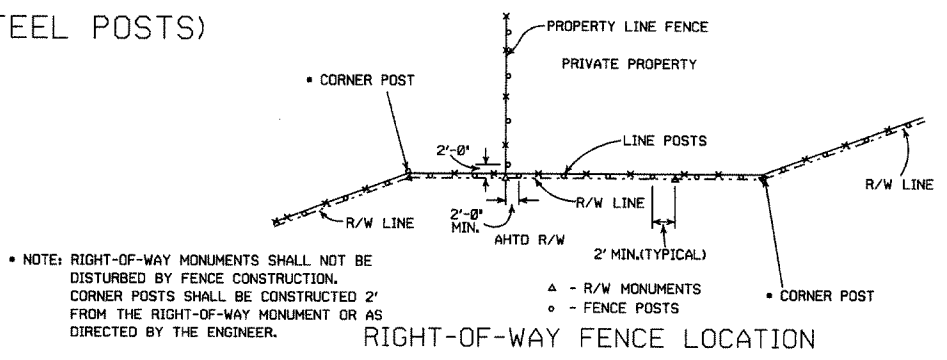 TEEL POSTS)
PROPERTY LINE FENCE
PRIVATE PROPERTY
* CORNER POST
LINE POSTS
2'-0"
R/W LINE
R/W LINE
2'-0"
MIN.
R/W LINE
AHTD R/W
2' MIN.(TYPICAL)
* NOTE: RIGHT-OF-WAY MONUMENTS SHALL NOT BE
DISTURBED BY FENCE CONSTRUCTION.
CORNER POSTS SHALL BE CONSTRUCTED 2'
FROM THE RIGHT-OF-WAY MONUMENT OR AS
DIRECTED BY THE ENGINEER.
△ - R/W MONUMENTS
o - FENCE POSTS
* CORNER POST
RIGHT-OF-WAY FENCE LOCATION